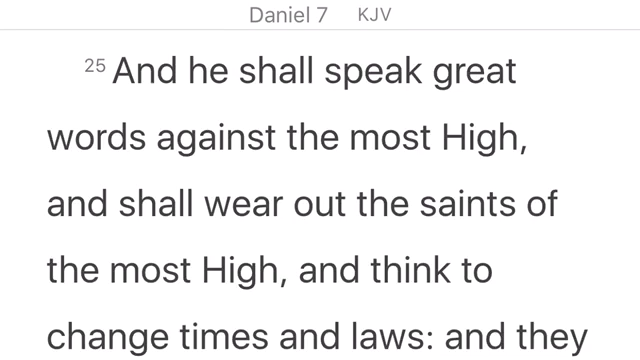 Daniel 7 KJV
25 And he shall speak great
words against the most High,
and shall wear out the saints of
the most High, and think to
change times and laws: and they